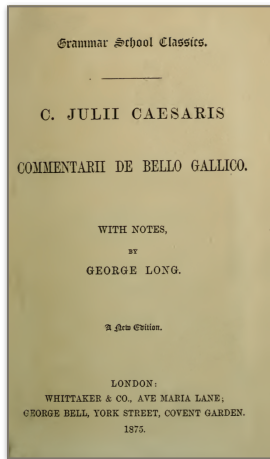 Grammar School Classics.
C. JULII CAESARIS
COMMENTARII DE BELLO GALLICO.
WITH NOTES,
BY
GEORGE LONG.
A New Edition.
LONDON:
WHITTAKER & CO., AVE MARIA LANE;
GEORGE BELL, YORK STREET, COVENT GARDEN.
1875.